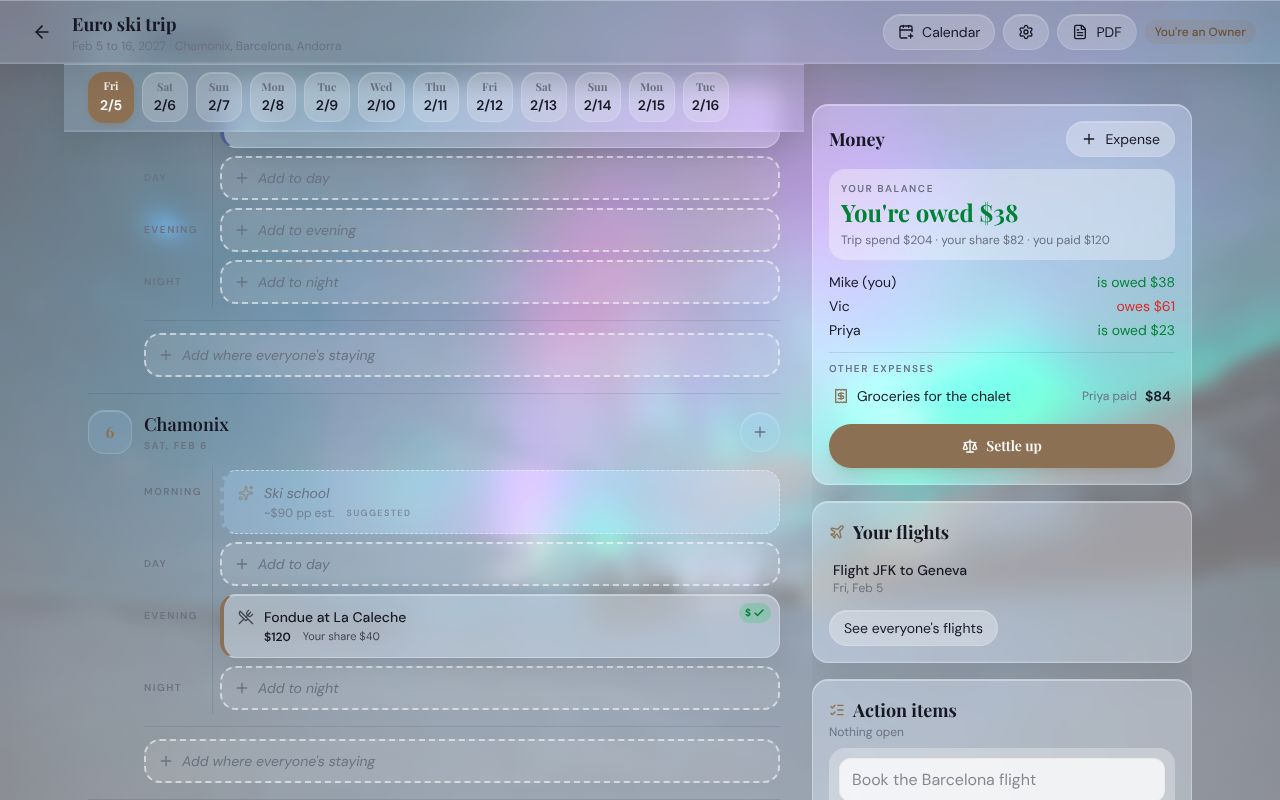 Euro ski trip
Feb 5 to 16, 2027 · Chamonix, Barcelona, Andorra
Calendar
PDF
You're an Owner
Fri 2/5
Sat 2/6
Sun 2/7
Mon 2/8
Tue 2/9
Wed 2/10
Thu 2/11
Fri 2/12
Sat 2/13
Sun 2/14
Mon 2/15
Tue 2/16
DAY
+ Add to day
EVENING
+ Add to evening
NIGHT
+ Add to night
+ Add where everyone's staying
6
Chamonix
SAT, FEB 6
+
MORNING
Ski school
~$90 pp est. SUGGESTED
DAY
+ Add to day
EVENING
Fondue at La Caleche
$ ✓
$120 Your share $40
NIGHT
+ Add to night
+ Add where everyone's staying
Money
+ Expense
YOUR BALANCE
You're owed $38
Trip spend $204 · your share $82 · you paid $120
Mike (you) is owed $38
Vic owes $61
Priya is owed $23
OTHER EXPENSES
Groceries for the chalet Priya paid $84
Settle up
Your flights
Flight JFK to Geneva
Fri, Feb 5
See everyone's flights
Action items
Nothing open
Book the Barcelona flight